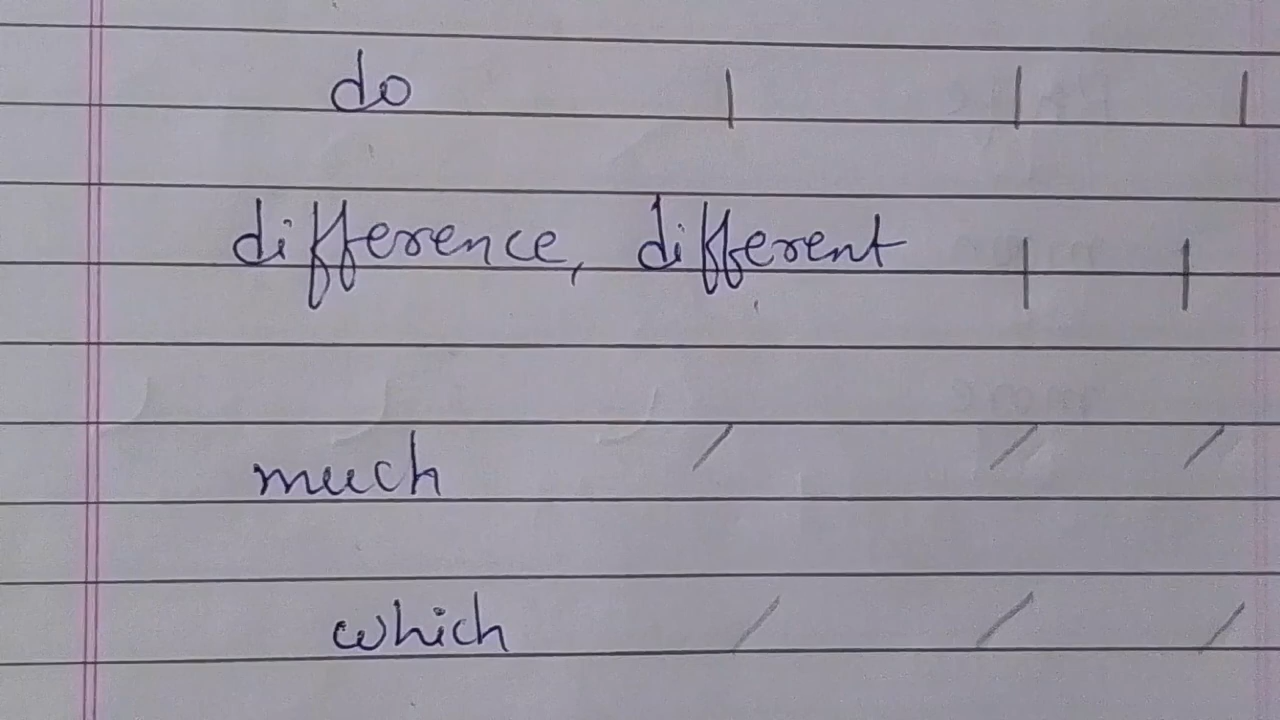 do | | |
difference, different | |
much / / /
which / / /